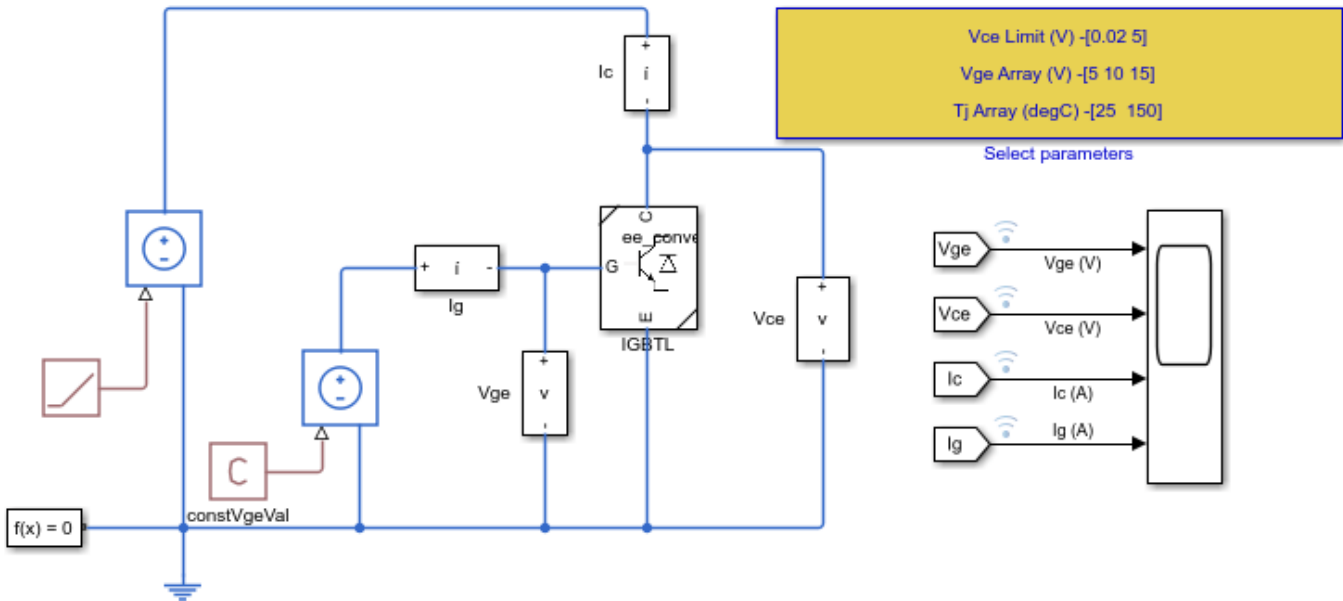 Ic
+
i
-
Vce Limit (V) -[0.02 5]
Vge Array (V) -[5 10 15]
Tj Array (degC) -[25  150]
Select parameters
+
-
C
ee_conve
G
E
IGBTL
+ i -
Ig
+
-
Vge
+
v
-
Vce
+
v
-
C
constVgeVal
f(x) = 0
Vge
Vge (V)
Vce
Vce (V)
Ic
Ic (A)
Ig
Ig (A)